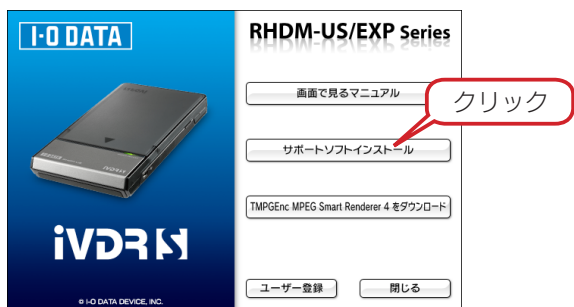 I-O DATA
RHDM-US/EXP Series
画面で見るマニュアル
クリック
サポートソフトインストール
TMPGEnc MPEG Smart Renderer 4 をダウンロード
iVDR S
ユーザー登録
閉じる
© I-O DATA DEVICE, INC.